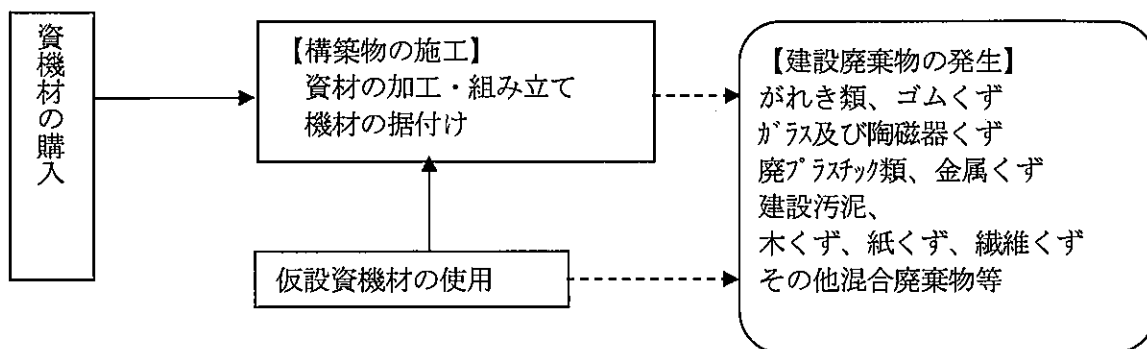 資機材の購入
【構築物の施工】
資材の加工・組み立て
機材の据付け
仮設資機材の使用
【建設廃棄物の発生】
がれき類、ゴムくず
ｶﾞﾗｽ及び陶磁器くず
廃ﾌﾟﾗｽﾁｯｸ類、金属くず
建設汚泥、
木くず、紙くず、繊維くず
その他混合廃棄物等